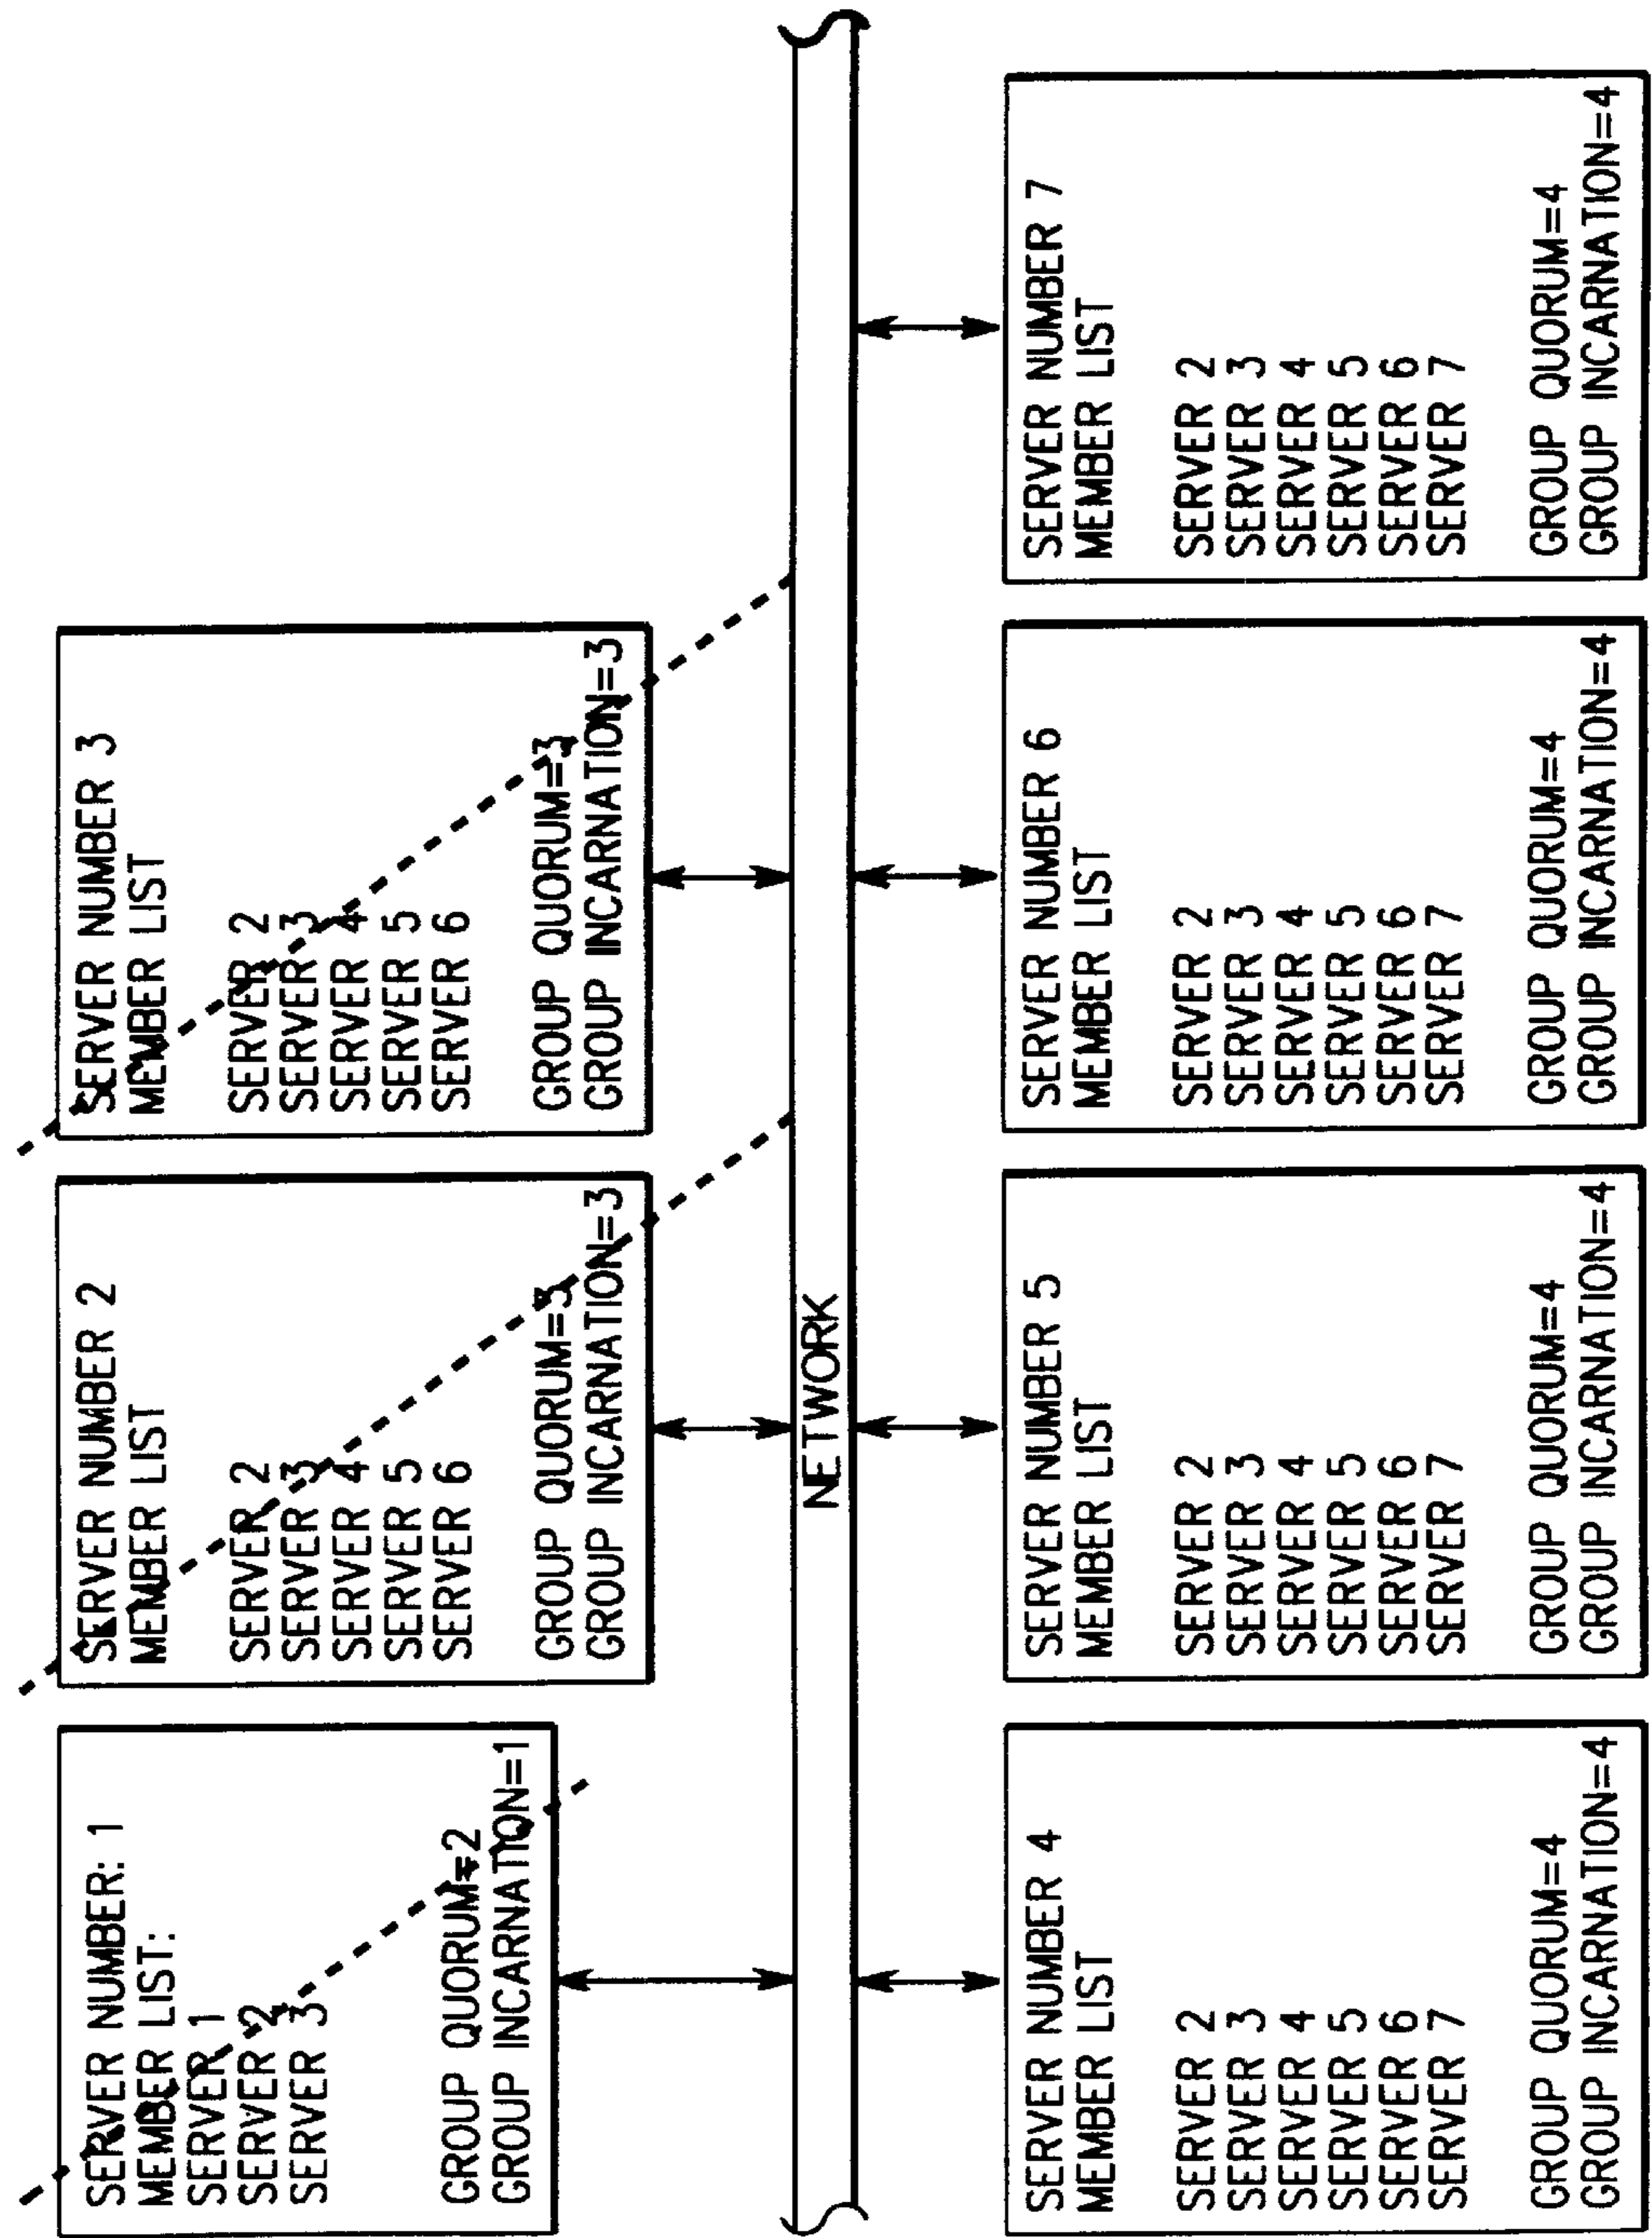 SERVER NUMBER: 1
MEMBER LIST:
SERVER 1
SERVER 2
SERVER 3
GROUP QUORUM=2
GROUP INCARNATION=1
SERVER NUMBER 2
MEMBER LIST
SERVER 2
SERVER 3
SERVER 4
SERVER 5
SERVER 6
GROUP QUORUM=3
GROUP INCARNATION=3
SERVER NUMBER 3
MEMBER LIST
SERVER 2
SERVER 3
SERVER 4
SERVER 5
SERVER 6
GROUP QUORUM=3
GROUP INCARNATION=3
NETWORK
SERVER NUMBER 4
MEMBER LIST
SERVER 2
SERVER 3
SERVER 4
SERVER 5
SERVER 6
SERVER 7
GROUP QUORUM=4
GROUP INCARNATION=4
SERVER NUMBER 5
MEMBER LIST
SERVER 2
SERVER 3
SERVER 4
SERVER 5
SERVER 6
SERVER 7
GROUP QUORUM=4
GROUP INCARNATION=4
SERVER NUMBER 6
MEMBER LIST
SERVER 2
SERVER 3
SERVER 4
SERVER 5
SERVER 6
SERVER 7
GROUP QUORUM=4
GROUP INCARNATION=4
SERVER NUMBER 7
MEMBER LIST
SERVER 2
SERVER 3
SERVER 4
SERVER 5
SERVER 6
SERVER 7
GROUP QUORUM=4
GROUP INCARNATION=4